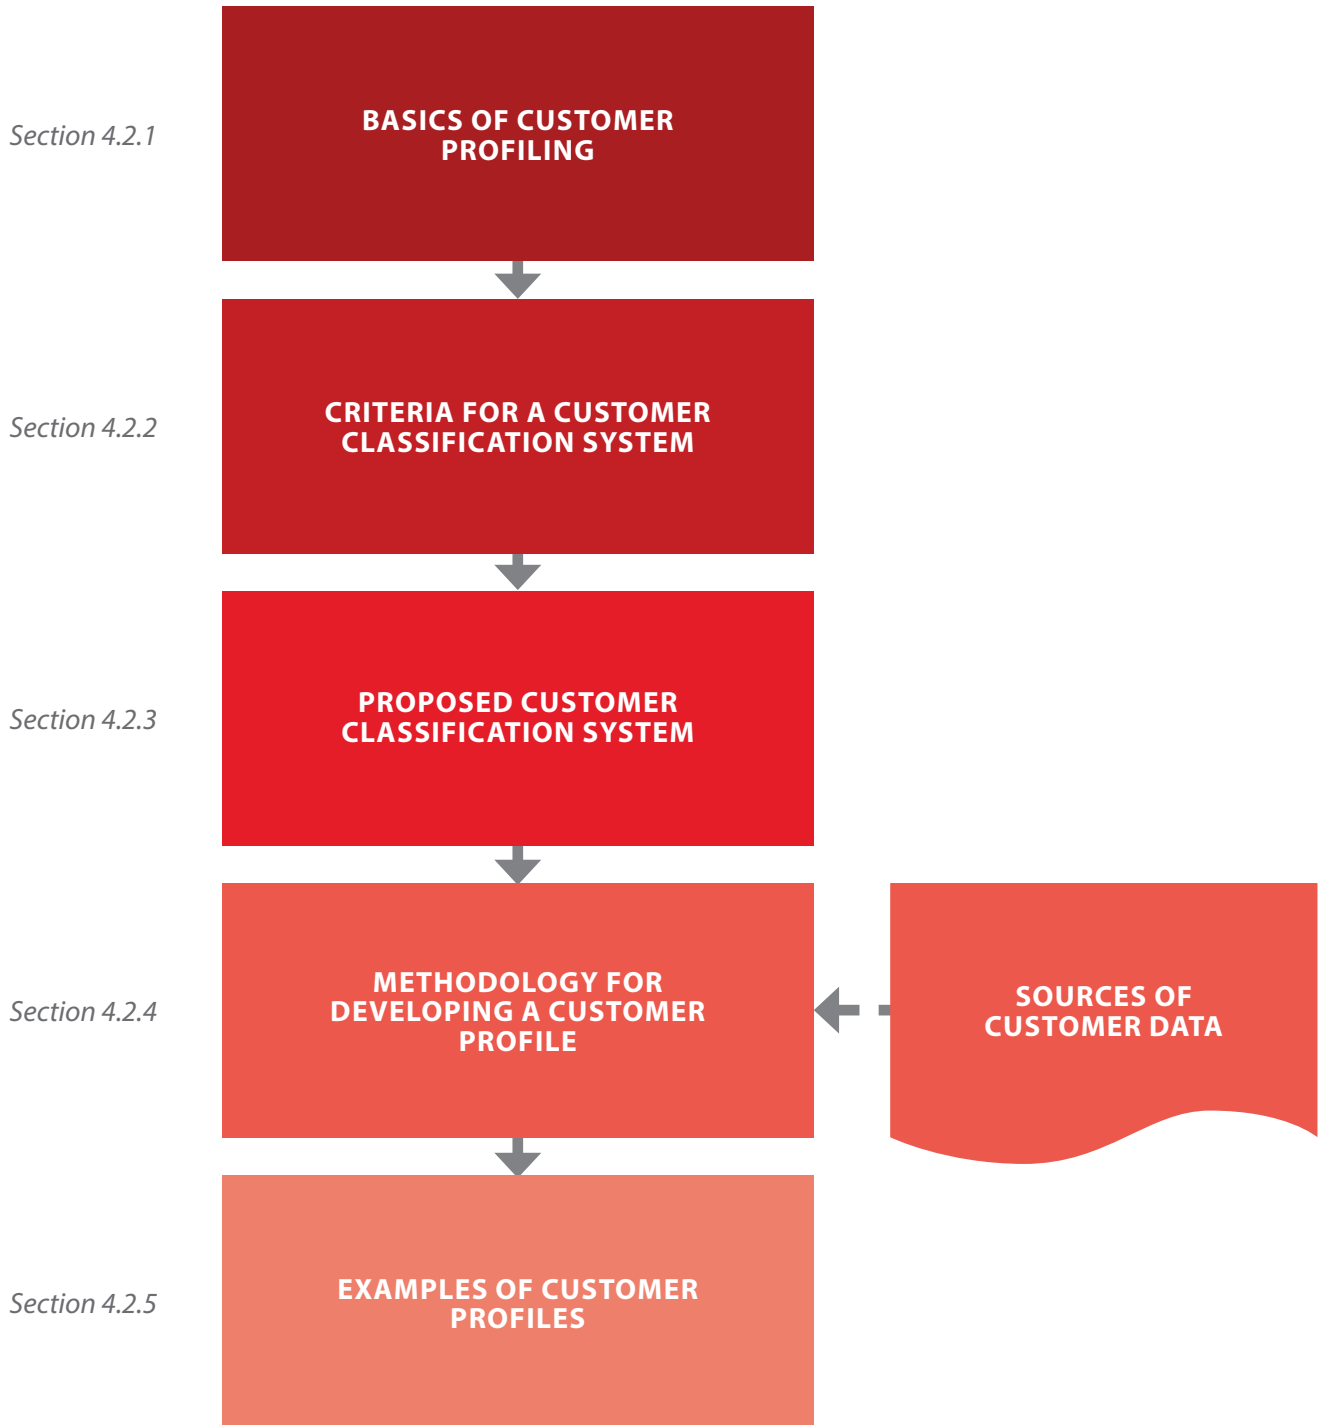 Section 4.2.1
BASICS OF CUSTOMER
PROFILING
Section 4.2.2
CRITERIA FOR A CUSTOMER
CLASSIFICATION SYSTEM
Section 4.2.3
PROPOSED CUSTOMER
CLASSIFICATION SYSTEM
Section 4.2.4
METHODOLOGY FOR
DEVELOPING A CUSTOMER
PROFILE
SOURCES OF
CUSTOMER DATA
Section 4.2.5
EXAMPLES OF CUSTOMER
PROFILES